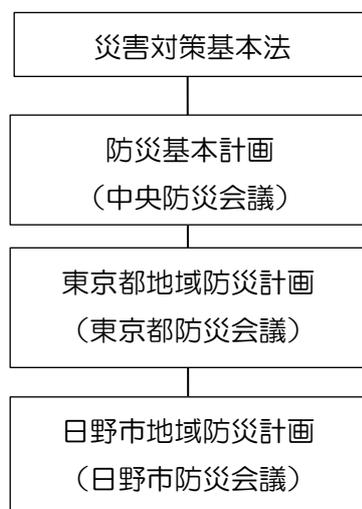 災害対策基本法
防災基本計画
（中央防災会議）
東京都地域防災計画
（東京都防災会議）
日野市地域防災計画
（日野市防災会議）